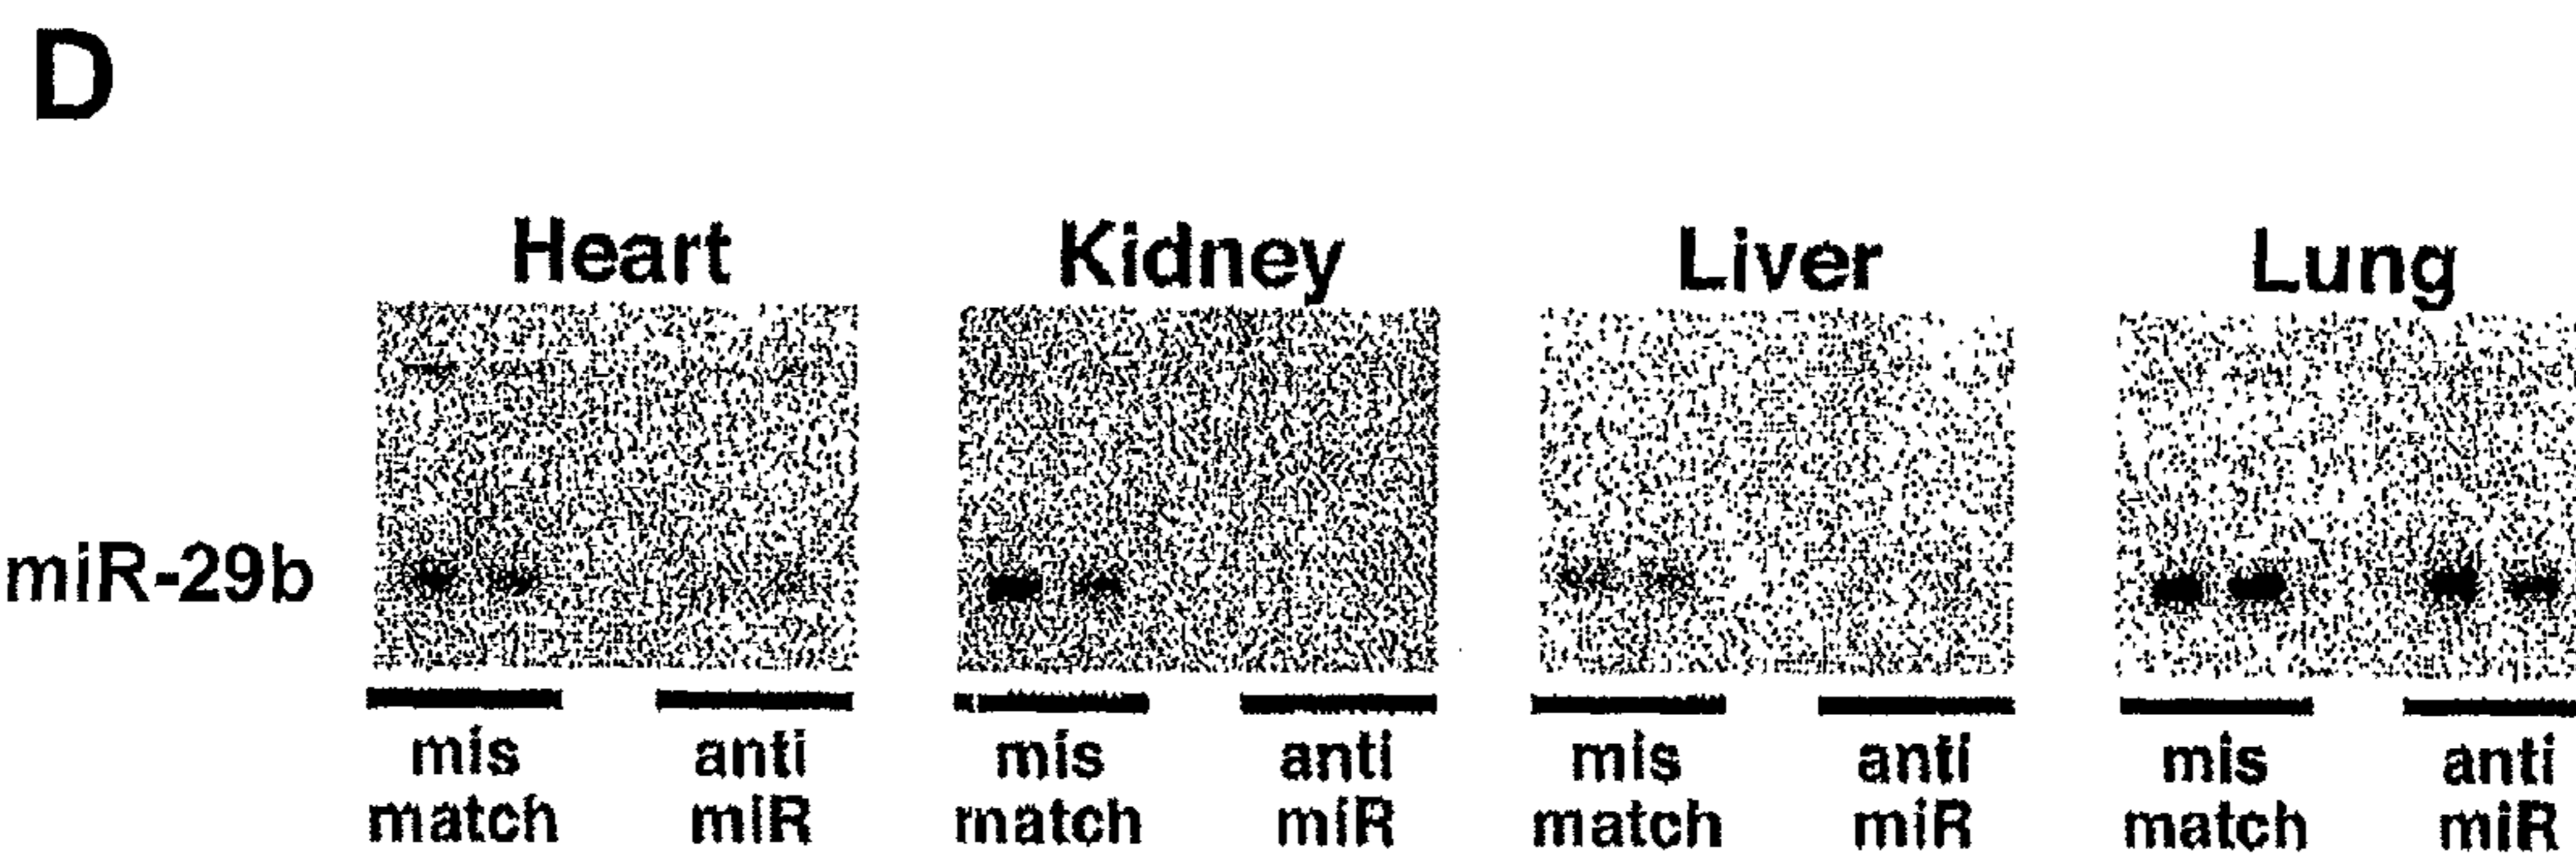 D
Heart Kidney Liver Lung
miR-29b
mis anti mis anti mis anti mis anti
match miR match miR match miR match miR